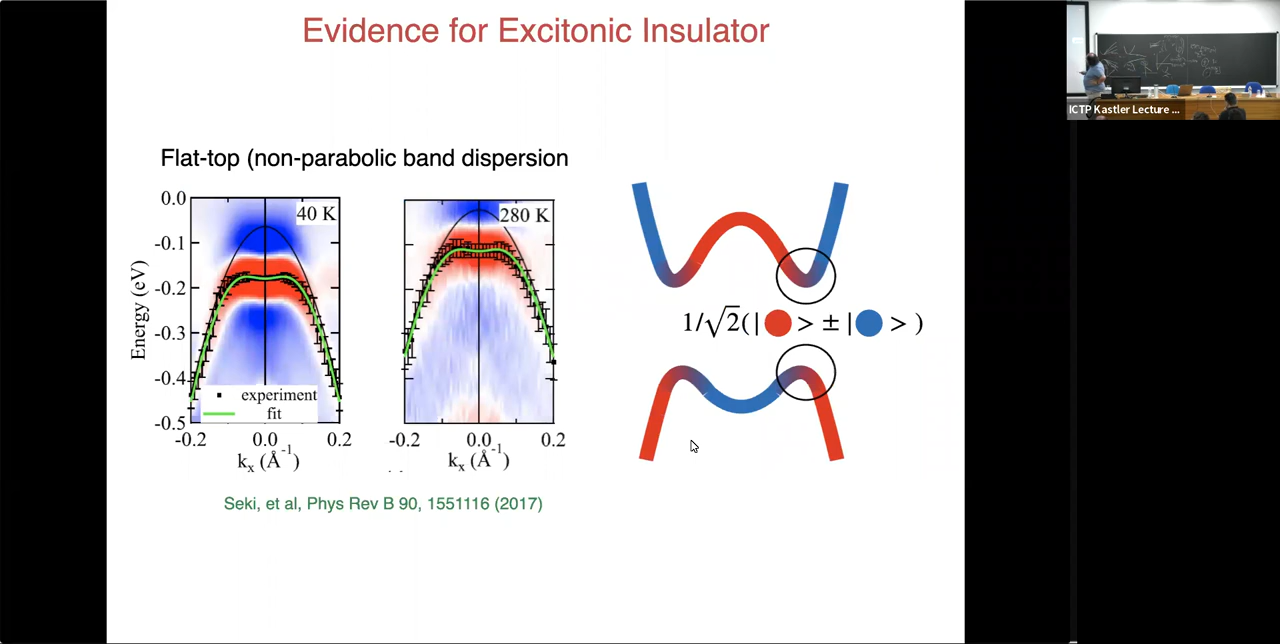 Evidence for Excitonic Insulator
ICTP Kastler Lecture ...
Flat-top (non-parabolic band dispersion
0.0
-0.1
-0.2
-0.3
-0.4
-0.5
Energy (eV)
40 K
experiment
fit
-0.2 0.0 0.2
kₓ (Å⁻¹)
280 K
-0.2 0.0 0.2
kₓ (Å⁻¹)
1/√2(| > ± | > )
Seki, et al, Phys Rev B 90, 1551116 (2017)